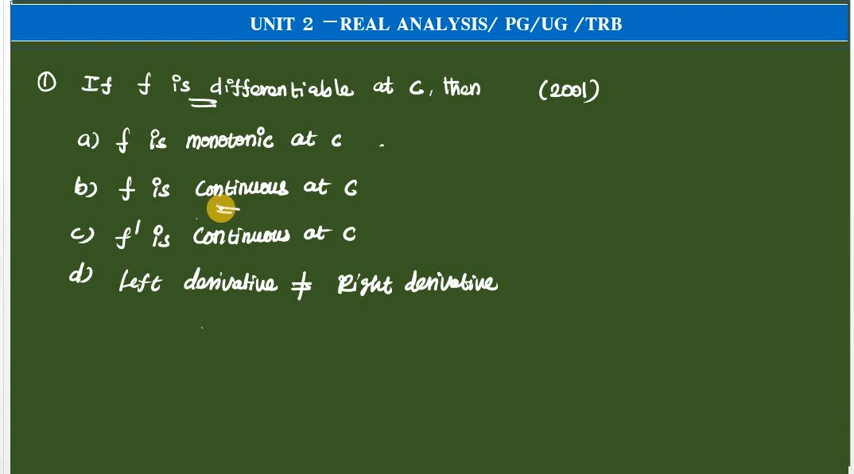 UNIT 2 - REAL ANALYSIS/ PG/UG /TRB
① If f is differentiable at c, then (2001)
a) f is monotonic at c .
b) f is continuous at c
c) f' is continuous at c
d) Left derivative ≠ Right derivative